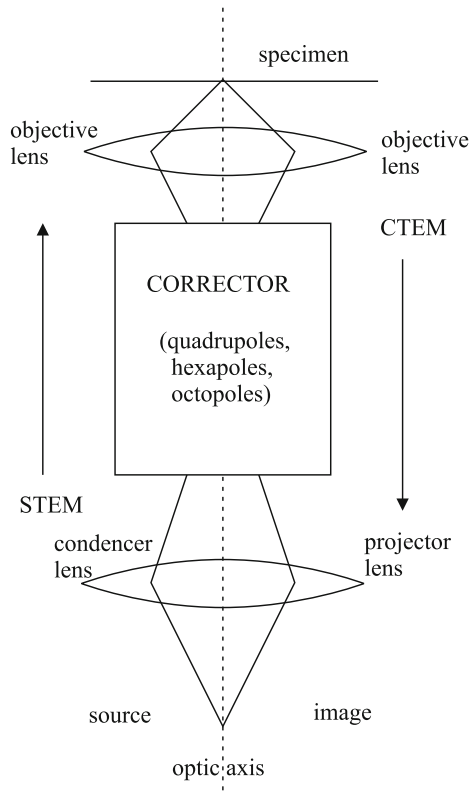 specimen
objective
lens
objective
lens
CTEM
CORRECTOR
(quadrupoles,
hexapoles,
octopoles)
STEM
condencer
lens
projector
lens
source
image
optic axis